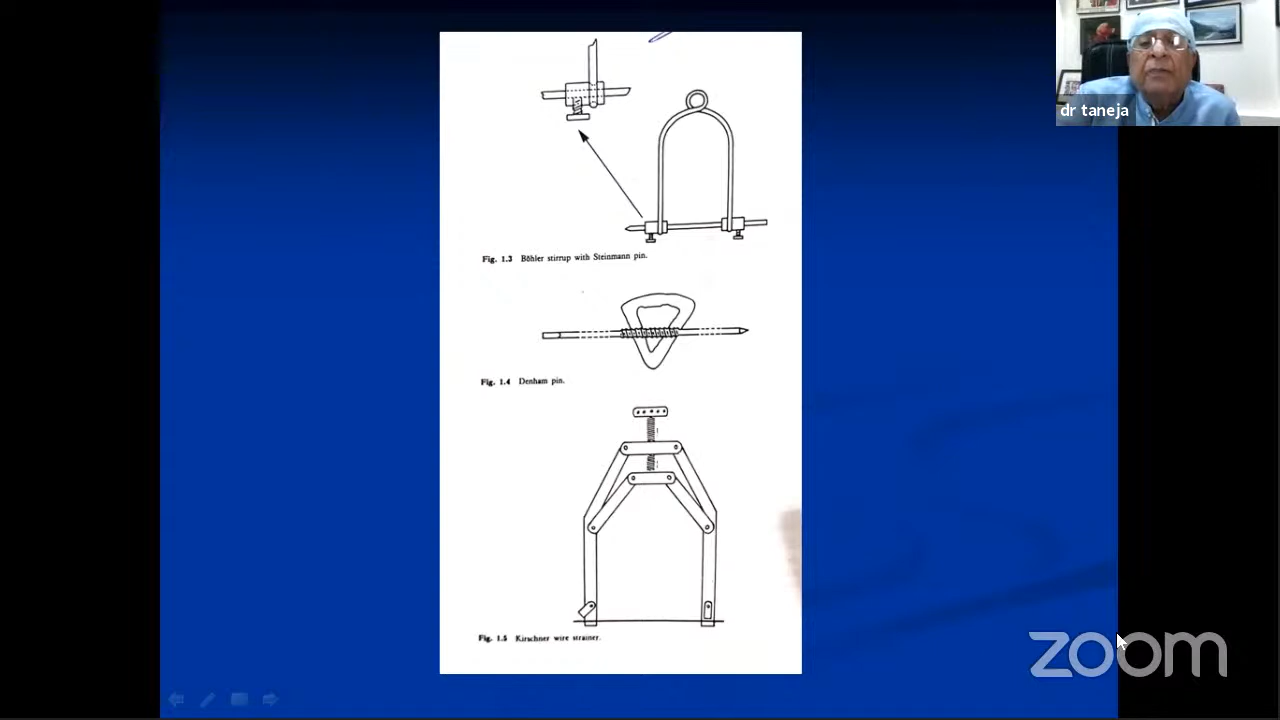 dr taneja
Fig. 1.3 Böhler stirrup with Steinmann pin.
Fig. 1.4 Denham pin.
Fig. 1.5 Kirschner wire strainer.
zoom